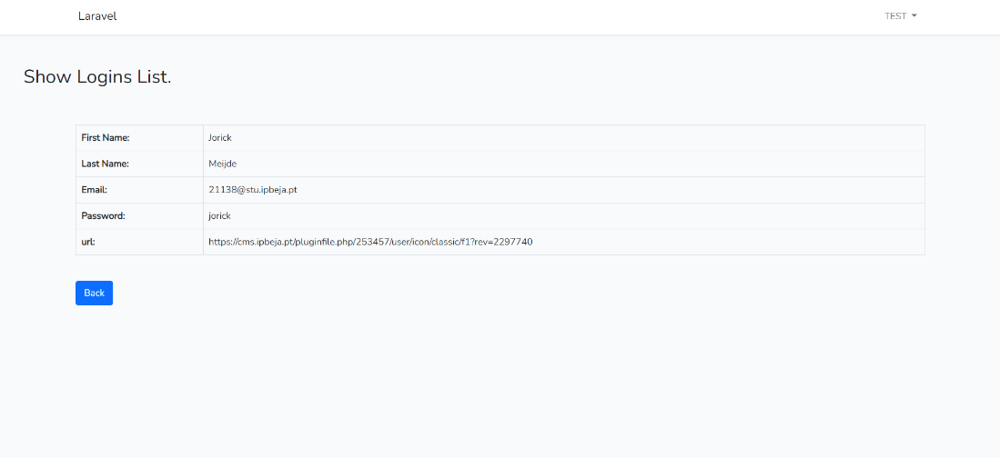 Laravel TEST
Show Logins List.
First Name: Jorick
Last Name: Meijde
Email: 21138@stu.ipbeja.pt
Password: jorick
url: https://cms.ipbeja.pt/pluginfile.php/253457/user/icon/classic/f1?rev=2297740
Back